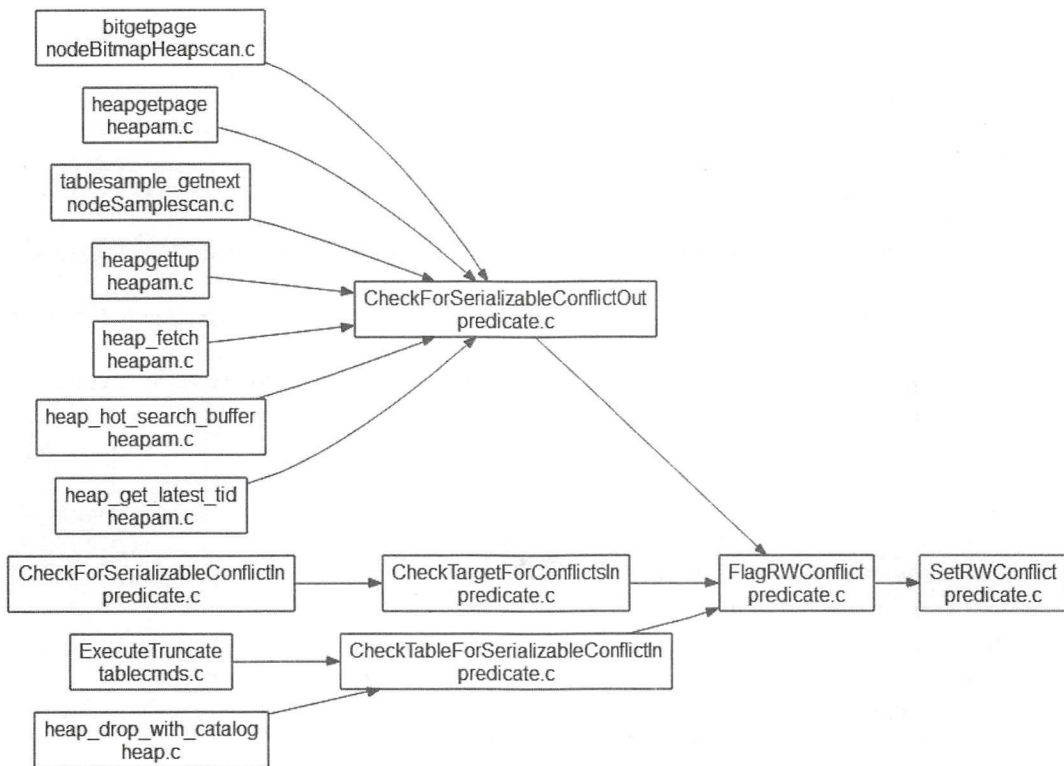 bitgetpage
nodeBitmapHeapscan.c
heapgetpage
heapam.c
tablesample_getnext
nodeSamplescan.c
heapgettup
heapam.c
CheckForSerializableConflictOut
predicate.c
heap_fetch
heapam.c
heap_hot_search_buffer
heapam.c
heap_get_latest_tid
heapam.c
CheckForSerializableConflictIn
predicate.c
CheckTargetForConflictsIn
predicate.c
FlagRWConflict
predicate.c
SetRWConflict
predicate.c
ExecuteTruncate
tablecmds.c
CheckTableForSerializableConflictIn
predicate.c
heap_drop_with_catalog
heap.c